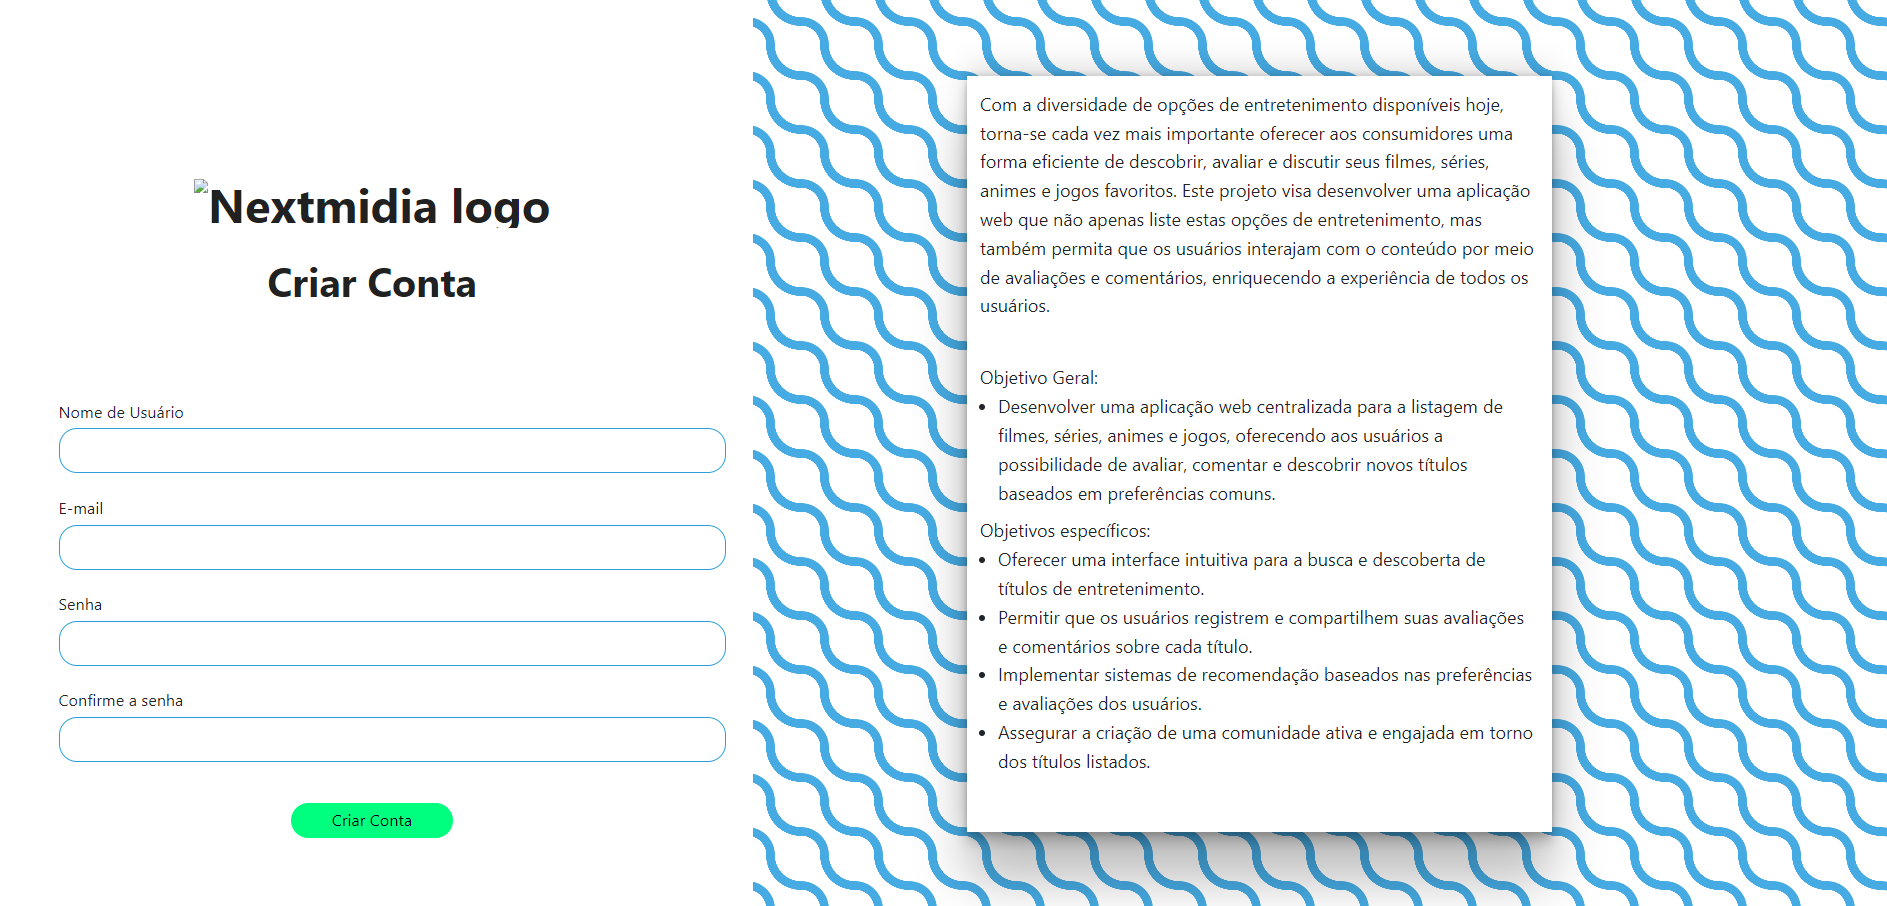 Nextmidia logo
Criar Conta
Nome de Usuário
E-mail
Senha
Confirme a senha
Criar Conta
Com a diversidade de opções de entretenimento disponíveis hoje,
torna-se cada vez mais importante oferecer aos consumidores uma
forma eficiente de descobrir, avaliar e discutir seus filmes, séries,
animes e jogos favoritos. Este projeto visa desenvolver uma aplicação
web que não apenas liste estas opções de entretenimento, mas
também permita que os usuários interajam com o conteúdo por meio
de avaliações e comentários, enriquecendo a experiência de todos os
usuários.
Objetivo Geral:
• Desenvolver uma aplicação web centralizada para a listagem de
filmes, séries, animes e jogos, oferecendo aos usuários a
possibilidade de avaliar, comentar e descobrir novos títulos
baseados em preferências comuns.
Objetivos específicos:
• Oferecer uma interface intuitiva para a busca e descoberta de
títulos de entretenimento.
• Permitir que os usuários registrem e compartilhem suas avaliações
e comentários sobre cada título.
• Implementar sistemas de recomendação baseados nas preferências
e avaliações dos usuários.
• Assegurar a criação de uma comunidade ativa e engajada em torno
dos títulos listados.